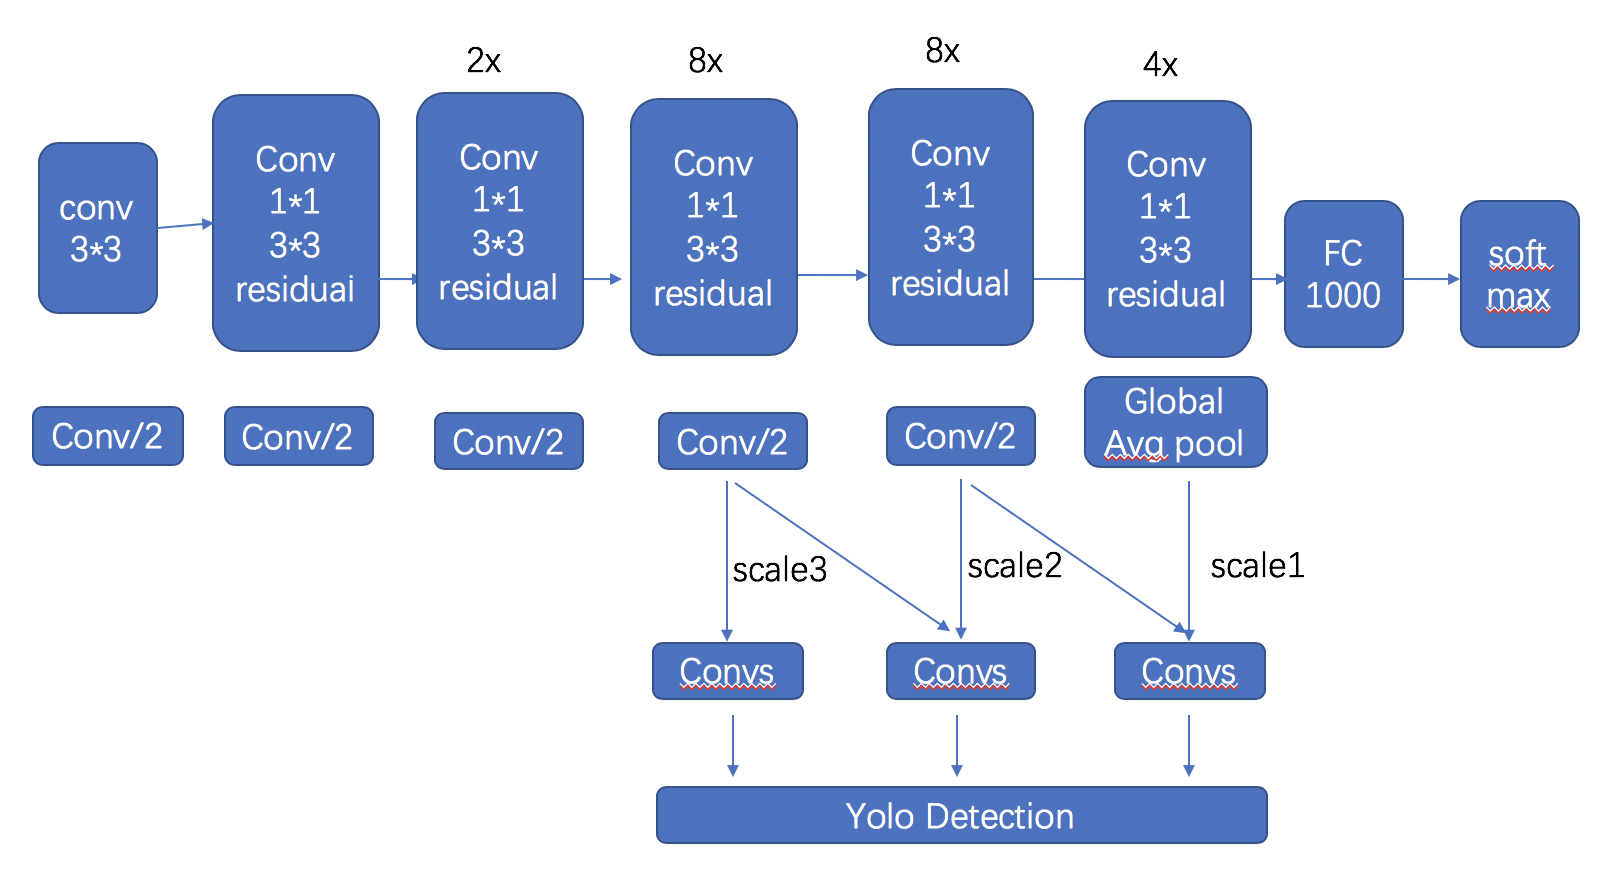 2x
8x
8x
4x
conv
3*3
Conv
1*1
3*3
residual
Conv
1*1
3*3
residual
Conv
1*1
3*3
residual
Conv
1*1
3*3
residual
Conv
1*1
3*3
residual
FC
1000
soft
max
Conv/2
Conv/2
Conv/2
Conv/2
Conv/2
Global
Avg pool
scale3
scale2
scale1
Convs
Convs
Convs
Yolo Detection